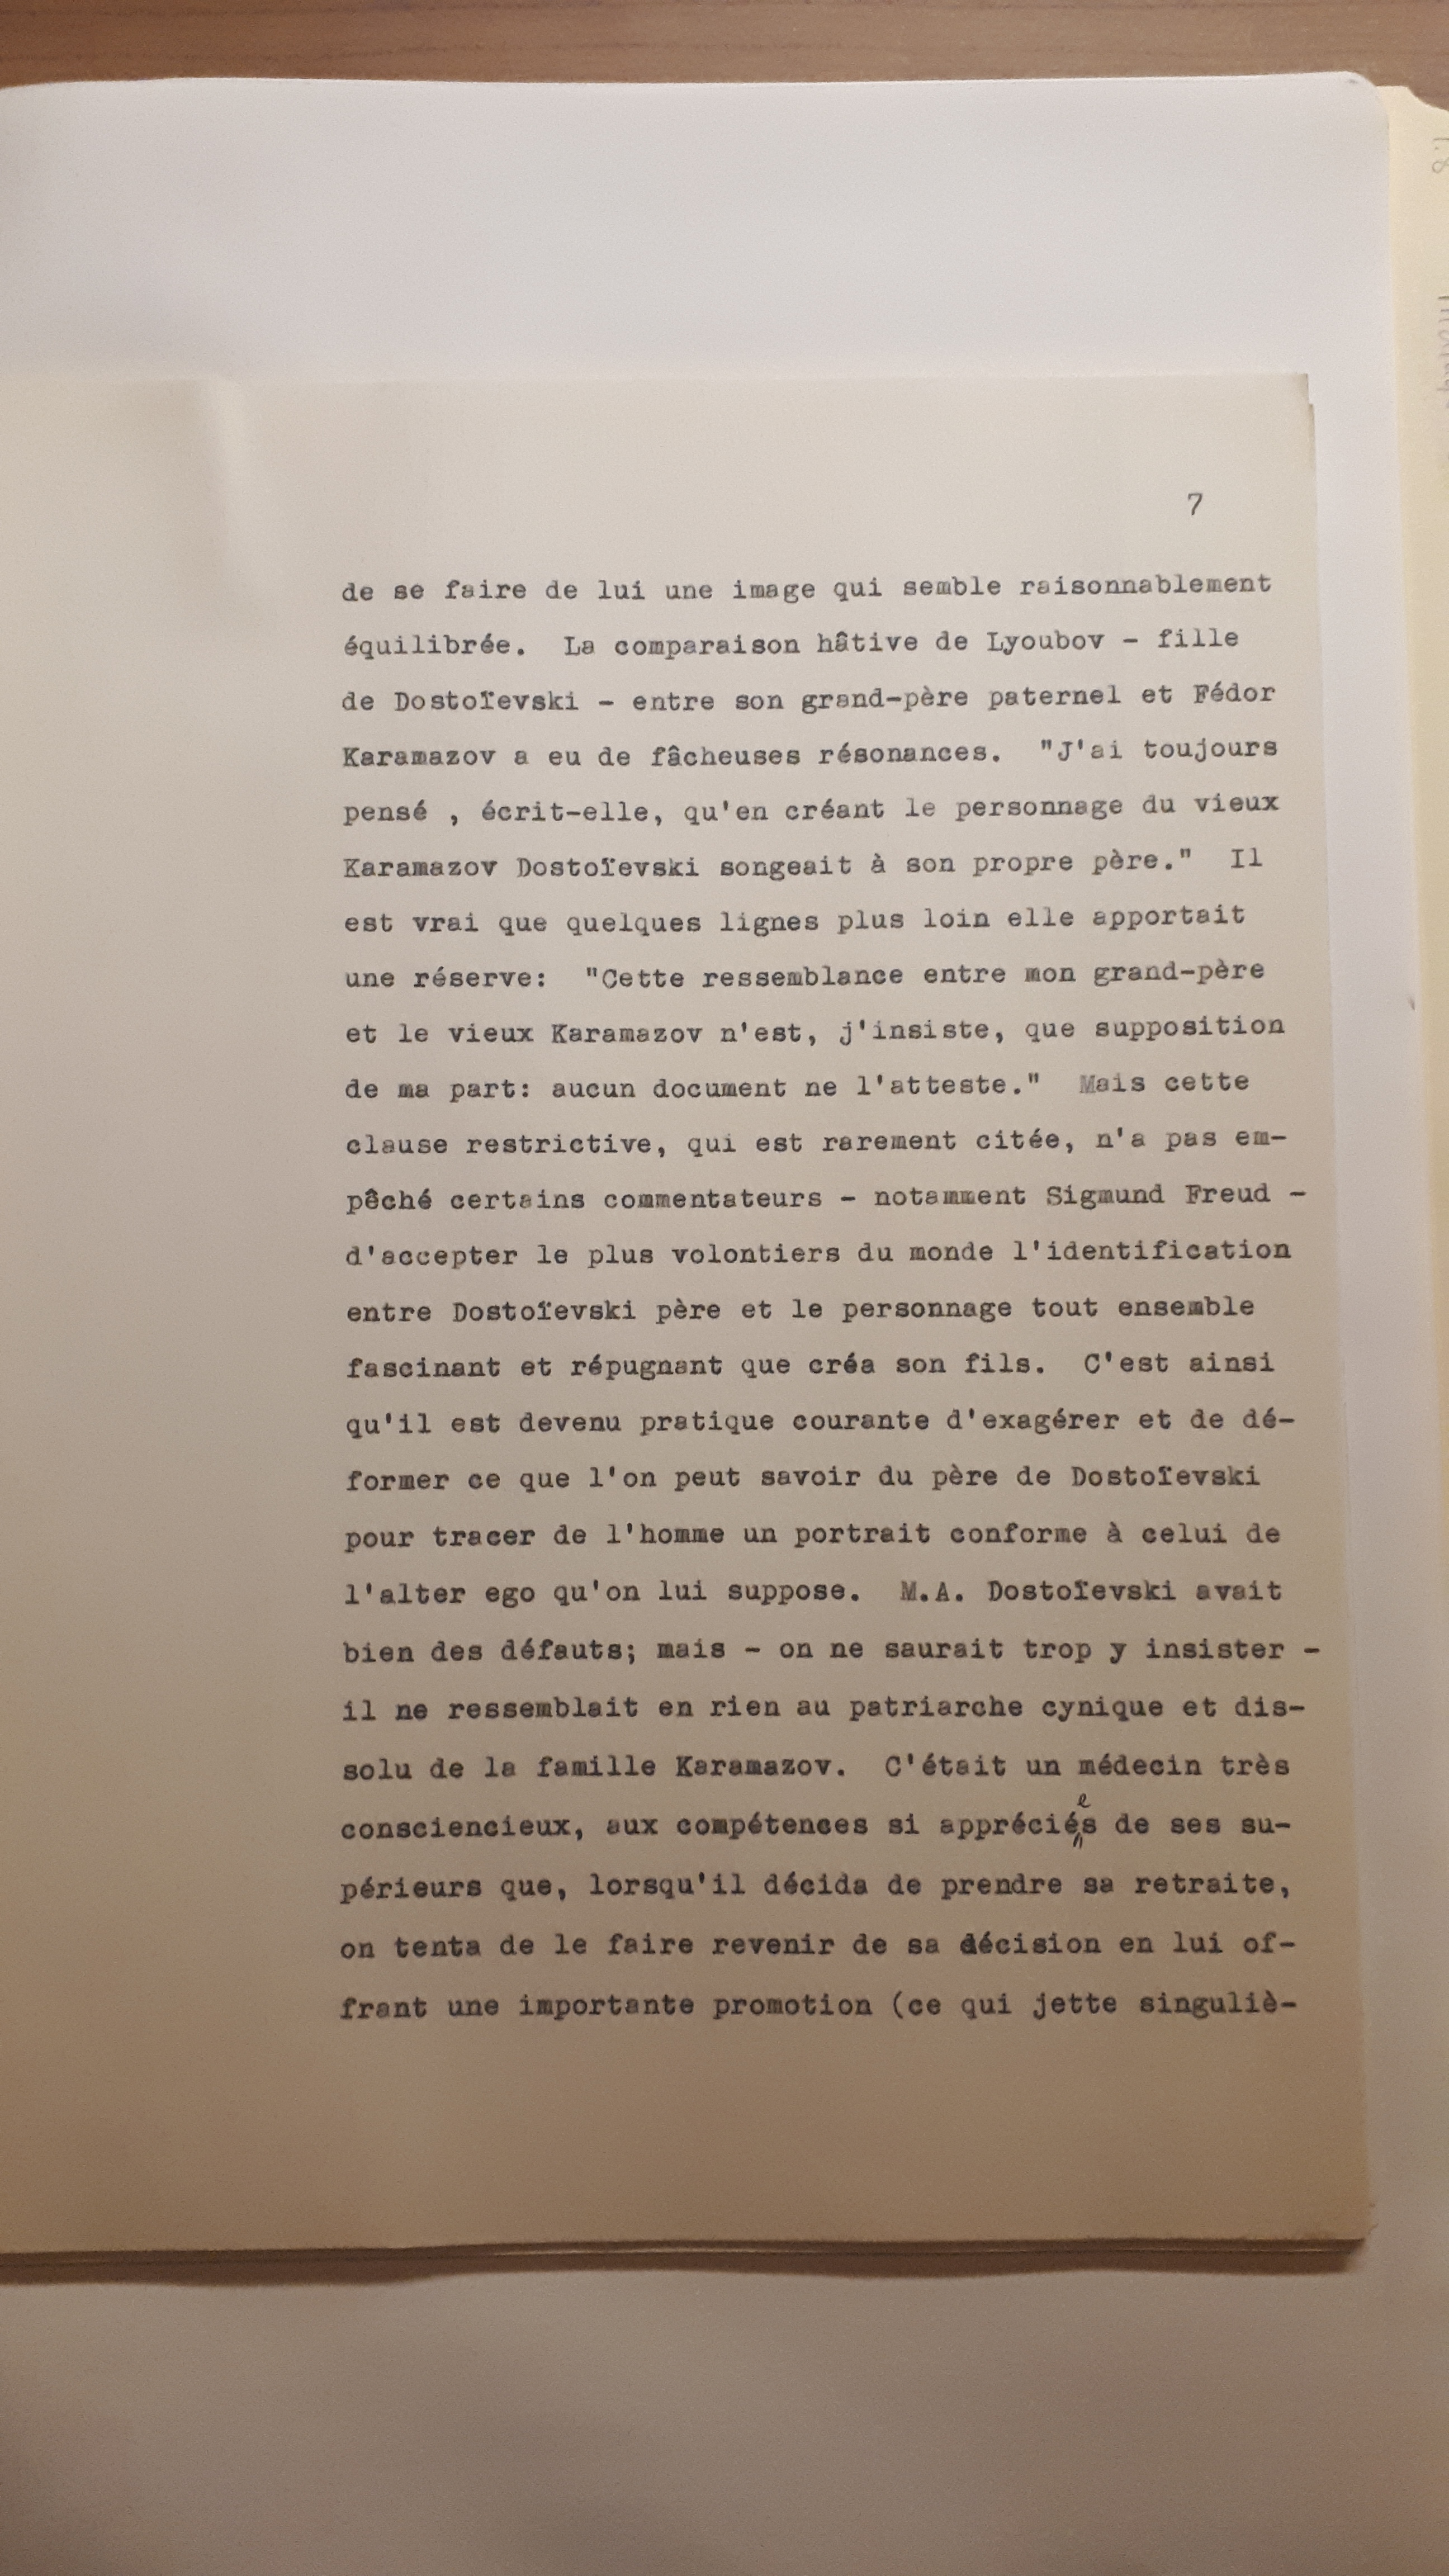 7
de se faire de lui une image qui semble raisonnablement
équilibrée. La comparaison hâtive de Lyoubov - fille
de Dostoïevski - entre son grand-père paternel et Fédor
Karamazov a eu de fâcheuses résonances. "J'ai toujours
pensé , écrit-elle, qu'en créant le personnage du vieux
Karamazov Dostoïevski songeait à son propre père." Il
est vrai que quelques lignes plus loin elle apportait
une réserve: "Cette ressemblance entre mon grand-père
et le vieux Karamazov n'est, j'insiste, que supposition
de ma part: aucun document ne l'atteste." Mais cette
clause restrictive, qui est rarement citée, n'a pas em-
pêché certains commentateurs - notamment Sigmund Freud -
d'accepter le plus volontiers du monde l'identification
entre Dostoïevski père et le personnage tout ensemble
fascinant et répugnant que créa son fils. C'est ainsi
qu'il est devenu pratique courante d'exagérer et de dé-
former ce que l'on peut savoir du père de Dostoïevski
pour tracer de l'homme un portrait conforme à celui de
l'alter ego qu'on lui suppose. M.A. Dostoïevski avait
bien des défauts; mais - on ne saurait trop y insister -
il ne ressemblait en rien au patriarche cynique et dis-
solu de la famille Karamazov. C'était un médecin très
consciencieux, aux compétences si appréciées de ses su-
périeurs que, lorsqu'il décida de prendre sa retraite,
on tenta de le faire revenir de sa décision en lui of-
frant une importante promotion (ce qui jette singuliè-